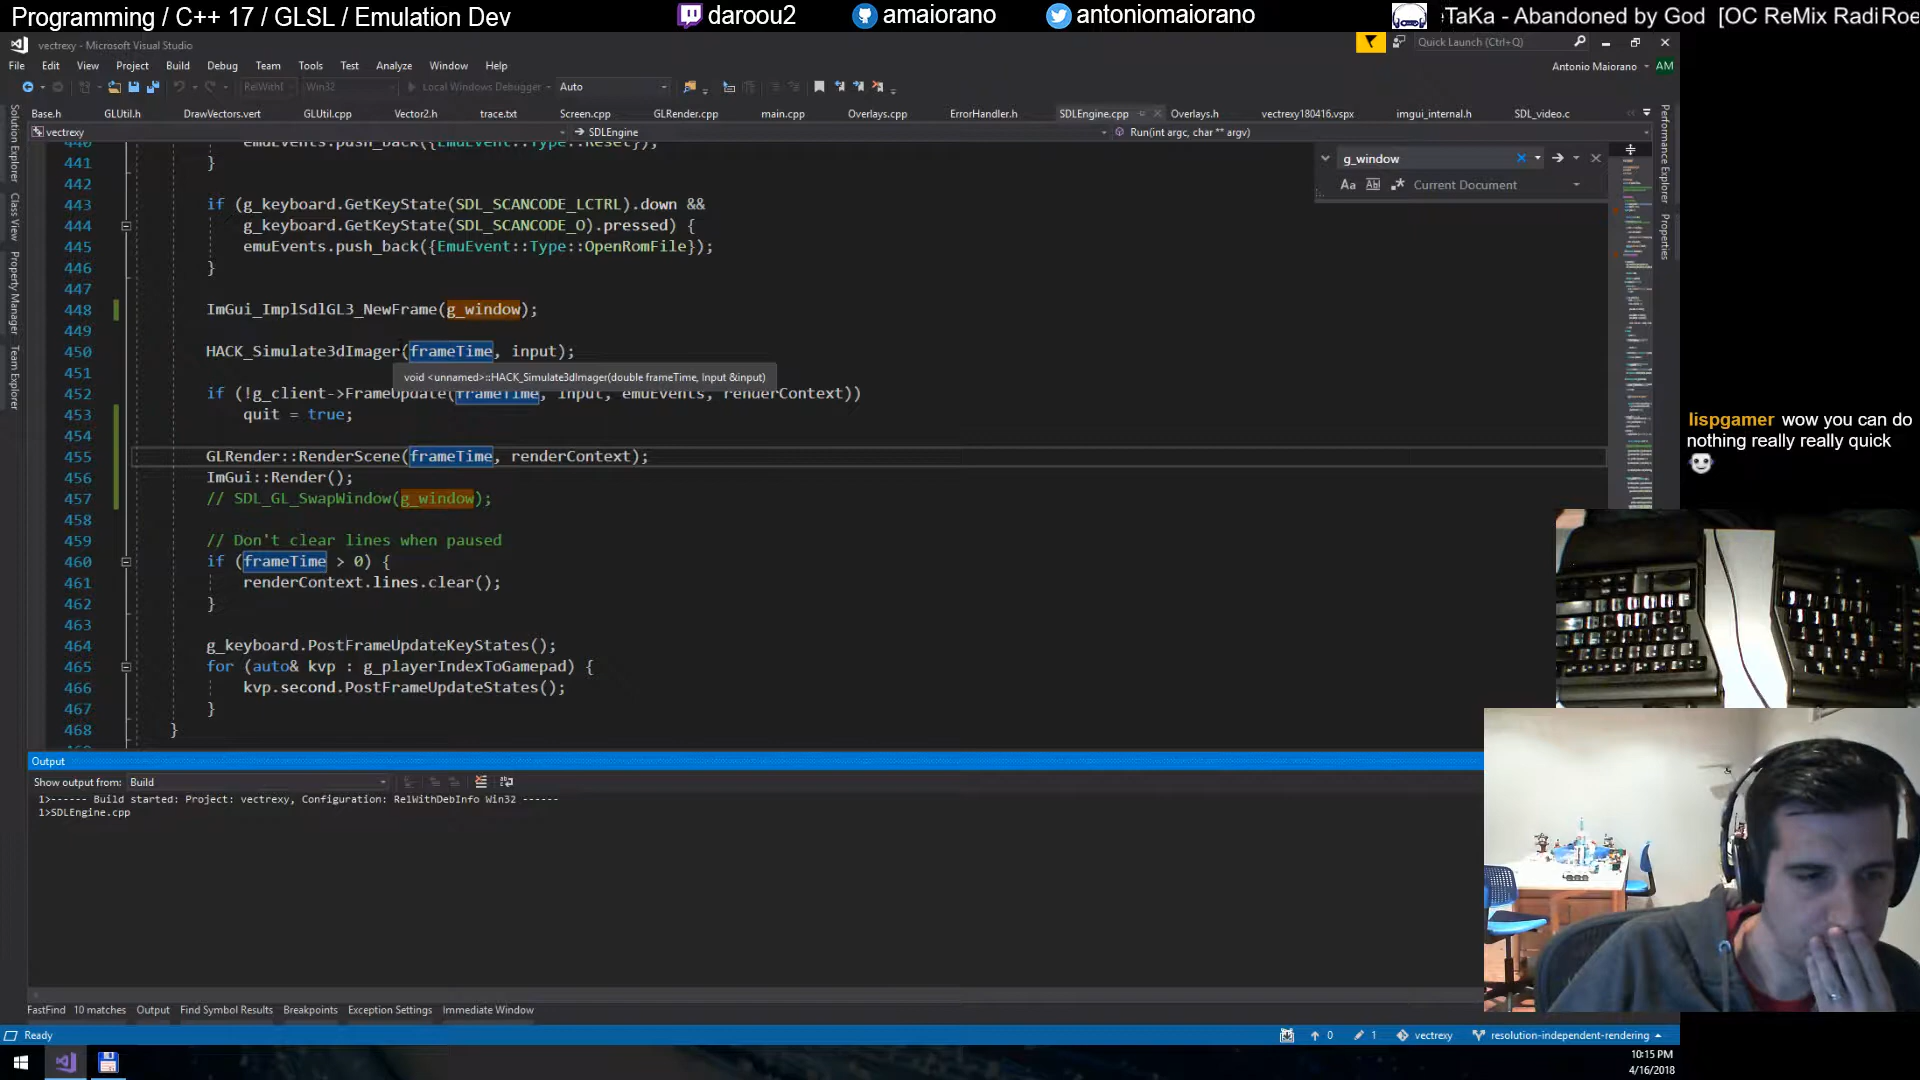 Programming / C++ 17 / GLSL / Emulation Dev
daroou2
amaiorano
antoniomaiorano
TaKa - Abandoned by God [OC ReMix RadiRoe
vectrexy - Microsoft Visual Studio
Quick Launch (Ctrl+Q)
File Edit View Project Build Debug Team Tools Test Analyze Window Help
Antonio Maiorano AM
RelWithI Win32 Local Windows Debugger Auto
Base.h GLUtil.h DrawVectors.vert GLUtil.cpp Vector2.h trace.txt Screen.cpp GLRender.cpp main.cpp Overlays.cpp ErrorHandler.h SDLEngine.cpp Overlays.h vectrexy180416.vspx imgui_internal.h SDL_video.c
vectrexy SDLEngine Run(int argc, char ** argv)
Solution Explorer
Class View
Property Manager
Team Explorer
Performance Explorer
Properties
g_window
Aa Ab Current Document
440 emuEvents.push_back({EmuEvent::Type::Reset});
441 }
442
443 if (g_keyboard.GetKeyState(SDL_SCANCODE_LCTRL).down &&
444 g_keyboard.GetKeyState(SDL_SCANCODE_O).pressed) {
445 emuEvents.push_back({EmuEvent::Type::OpenRomFile});
446 }
447
448 ImGui_ImplSdlGL3_NewFrame(g_window);
449
450 HACK_Simulate3dImager(frameTime, input);
451
void <unnamed>::HACK_Simulate3dImager(double frameTime, Input &input)
452 if (!g_client->FrameUpdate(frameTime, input, emuEvents, renderContext))
453 quit = true;
454
455 GLRender::RenderScene(frameTime, renderContext);
456 ImGui::Render();
457 // SDL_GL_SwapWindow(g_window);
458
459 // Don't clear lines when paused
460 if (frameTime > 0) {
461 renderContext.lines.clear();
462 }
463
464 g_keyboard.PostFrameUpdateKeyStates();
465 for (auto& kvp : g_playerIndexToGamepad) {
466 kvp.second.PostFrameUpdateStates();
467 }
468 }
lispgamer wow you can do
nothing really really quick
Output
Show output from: Build
1>------ Build started: Project: vectrexy, Configuration: RelWithDebInfo Win32 ------
1>SDLEngine.cpp
FastFind 10 matches Output Find Symbol Results Breakpoints Exception Settings Immediate Window
Ready
0 1 vectrexy resolution-independent-rendering
10:15 PM
4/16/2018